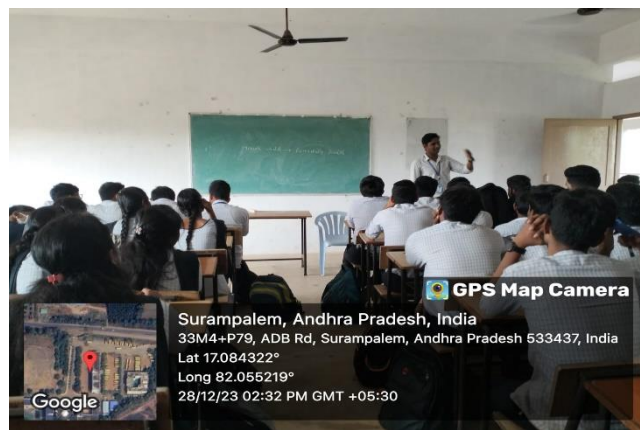 GPS Map Camera
Surampalem, Andhra Pradesh, India
33M4+P79, ADB Rd, Surampalem, Andhra Pradesh 533437, India
Lat 17.084322°
Long 82.055219°
28/12/23 02:32 PM GMT +05:30
Google